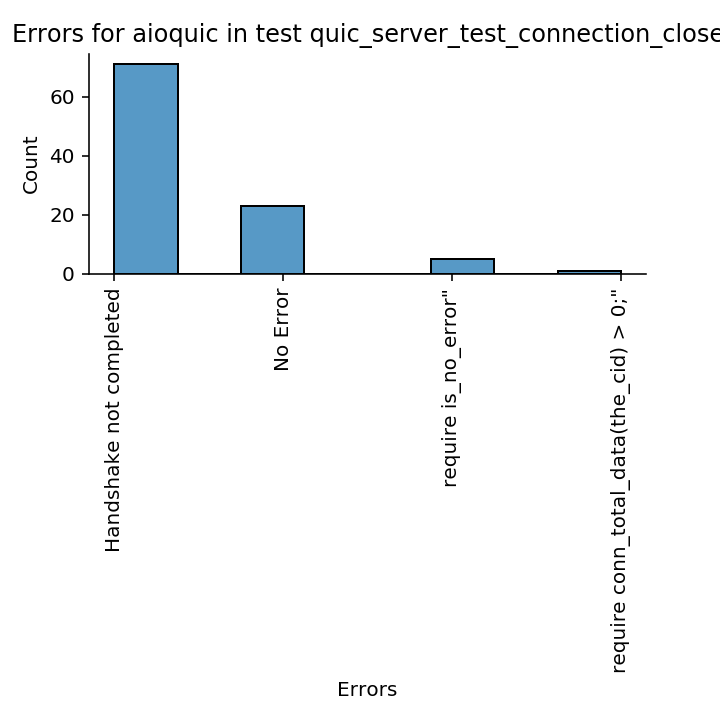 Errors for aioquic in test quic_server_test_connection_close
Count
60
40
20
0
Handshake not completed
No Error
require is_no_error"
require conn_total_data(the_cid) > 0;"
Errors